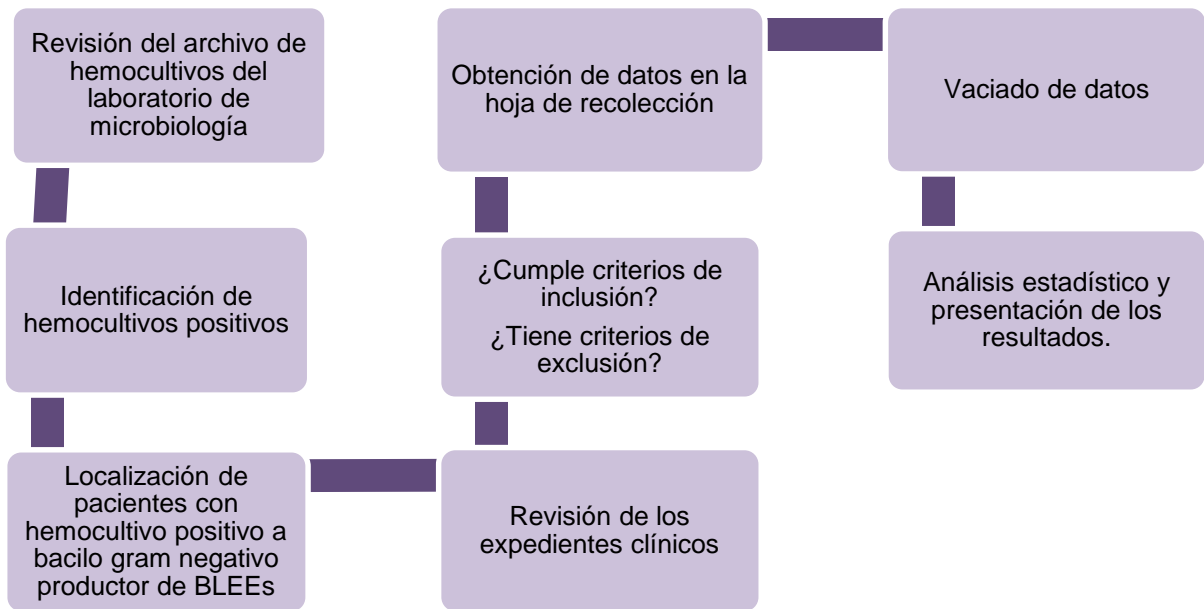 Revisión del archivo de
hemocultivos del
laboratorio de
microbiología
Identificación de
hemocultivos positivos
Localización de
pacientes con
hemocultivo positivo a
bacilo gram negativo
productor de BLEEs
Revisión de los
expedientes clínicos
¿Cumple criterios de
inclusión?
¿Tiene criterios de
exclusión?
Obtención de datos en la
hoja de recolección
Vaciado de datos
Análisis estadístico y
presentación de los
resultados.